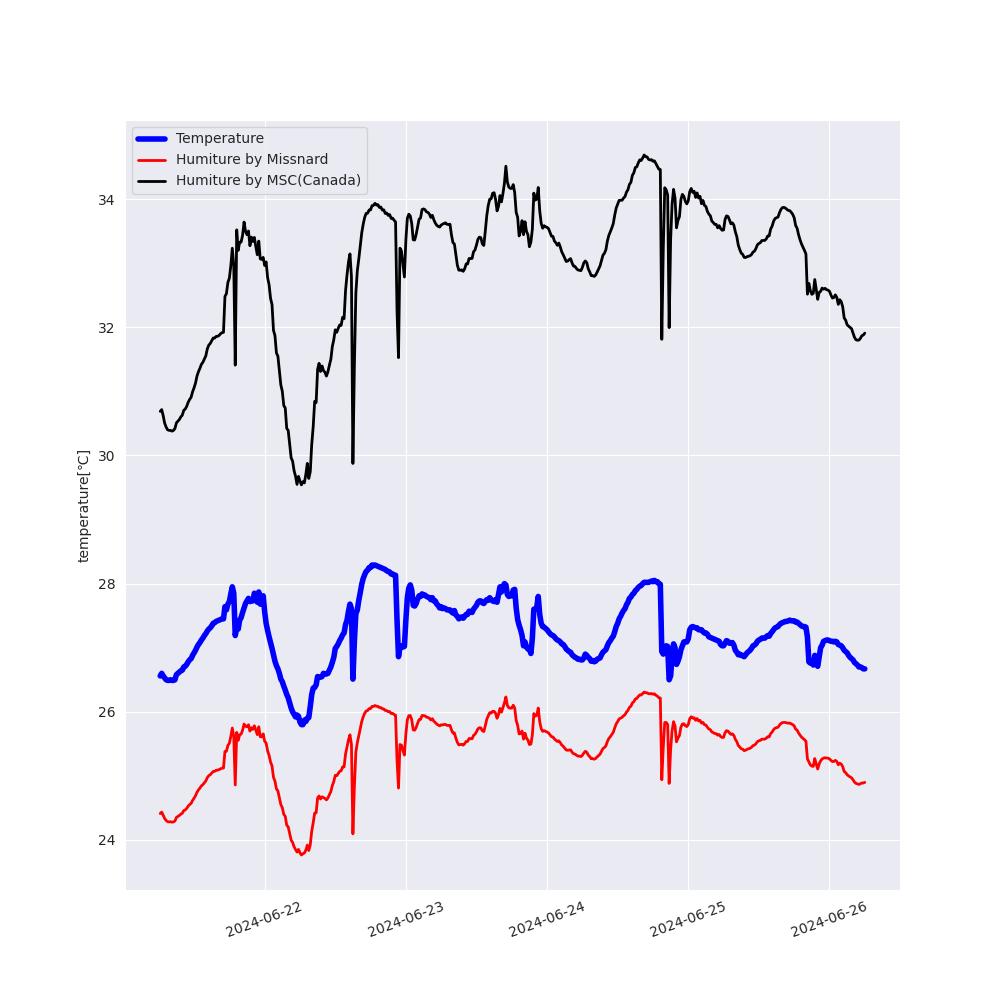 Temperature
Humiture by Missnard
Humiture by MSC(Canada)
34
32
30
28
26
24
temperature[℃]
2024-06-22
2024-06-23
2024-06-24
2024-06-25
2024-06-26